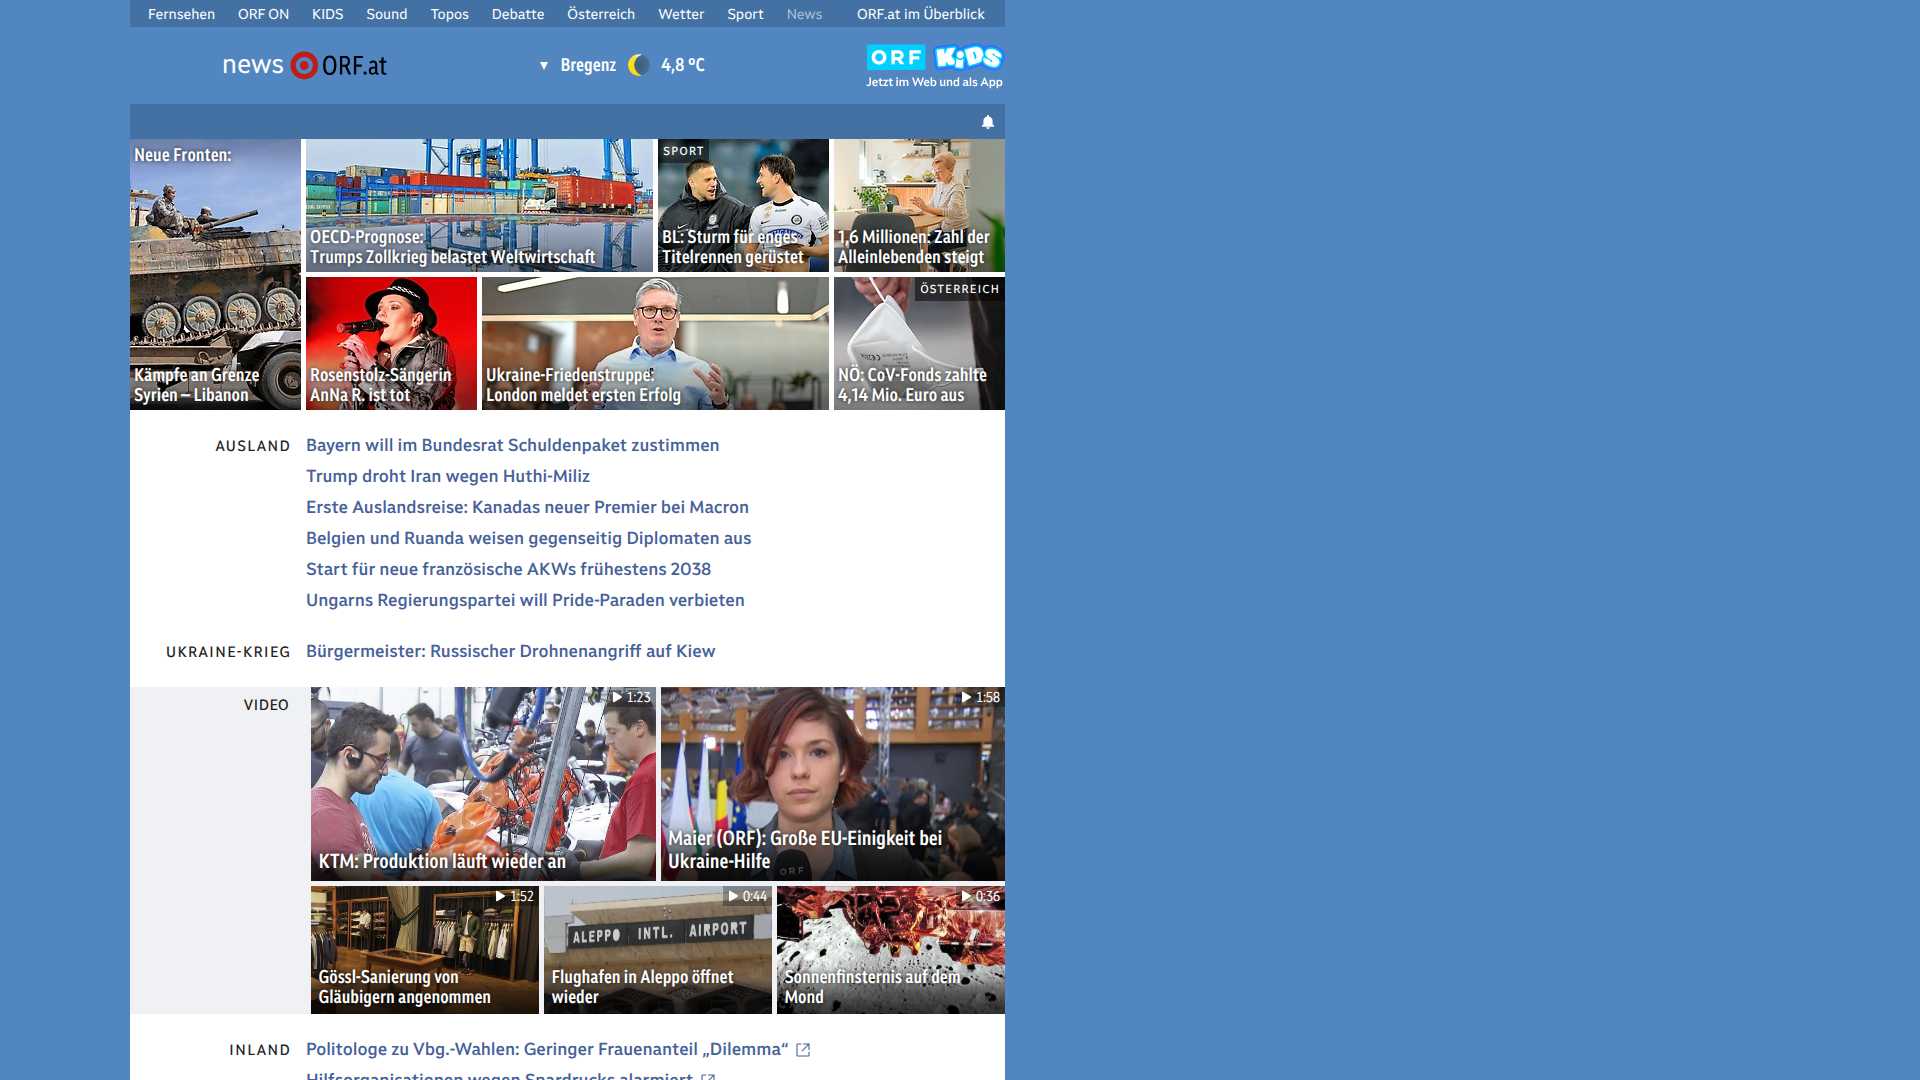 Fernsehen ORF ON KIDS Sound Topos Debatte Österreich Wetter Sport News ORF.at im Überblick
news ORF.at
Bregenz 4,8 °C
ORF KiDS
Jetzt im Web und als App
Neue Fronten:
Kämpfe an Grenze
Syrien – Libanon
OECD-Prognose:
Trumps Zollkrieg belastet Weltwirtschaft
SPORT
BL: Sturm für enges
Titelrennen gerüstet
1,6 Millionen: Zahl der
Alleinlebenden steigt
Rosenstolz-Sängerin
AnNa R. ist tot
Ukraine-Friedenstruppe:
London meldet ersten Erfolg
ÖSTERREICH
NÖ: CoV-Fonds zahlte
4,14 Mio. Euro aus
AUSLAND
Bayern will im Bundesrat Schuldenpaket zustimmen
Trump droht Iran wegen Huthi-Miliz
Erste Auslandsreise: Kanadas neuer Premier bei Macron
Belgien und Ruanda weisen gegenseitig Diplomaten aus
Start für neue französische AKWs frühestens 2038
Ungarns Regierungspartei will Pride-Paraden verbieten
UKRAINE-KRIEG
Bürgermeister: Russischer Drohnenangriff auf Kiew
VIDEO
1:23
KTM: Produktion läuft wieder an
1:58
Maier (ORF): Große EU-Einigkeit bei
Ukraine-Hilfe
ORF
1:52
Gössl-Sanierung von
Gläubigern angenommen
0:44
ALEPPO INTL. AIRPORT
Flughafen in Aleppo öffnet
wieder
0:36
Sonnenfinsternis auf dem
Mond
INLAND
Politologe zu Vbg.-Wahlen: Geringer Frauenanteil „Dilemma“
Hilfsorganisationen wegen Spardrucks alarmiert